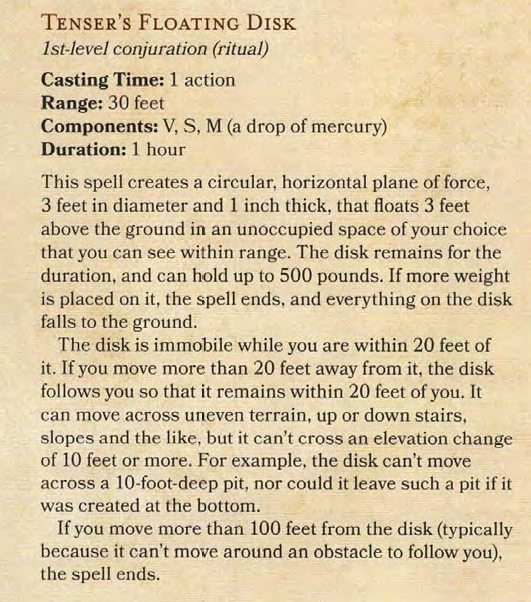 TENSER'S FLOATING DISK
1st-level conjuration (ritual)
Casting Time: 1 action
Range: 30 feet
Components: V, S, M (a drop of mercury)
Duration: 1 hour
This spell creates a circular, horizontal plane of force,
3 feet in diameter and 1 inch thick, that floats 3 feet
above the ground in an unoccupied space of your choice
that you can see within range. The disk remains for the
duration, and can hold up to 500 pounds. If more weight
is placed on it, the spell ends, and everything on the disk
falls to the ground.
The disk is immobile while you are within 20 feet of
it. If you move more than 20 feet away from it, the disk
follows you so that it remains within 20 feet of you. It
can move across uneven terrain, up or down stairs,
slopes and the like, but it can't cross an elevation change
of 10 feet or more. For example, the disk can't move
across a 10-foot-deep pit, nor could it leave such a pit if it
was created at the bottom.
If you move more than 100 feet from the disk (typically
because it can't move around an obstacle to follow you),
the spell ends.